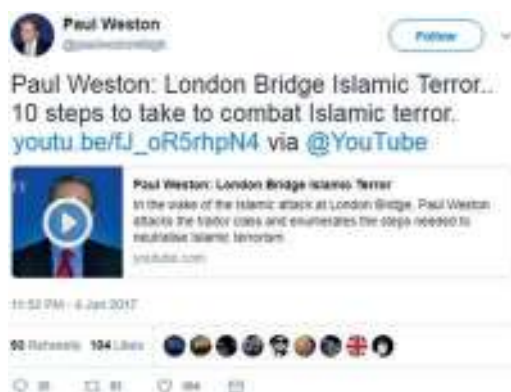 Paul Weston
Follow
Paul Weston: London Bridge Islamic Terror..
10 steps to take to combat Islamic terror.
youtu.be/fJ_oR5rhpN4 via @YouTube
Paul Weston: London Bridge Islamic Terror
In the wake of the Islamic attack at London Bridge, Paul Weston
attacks the traitor class and enumerates the steps needed to
neutralise Islamic terrorism
youtube.com
11:52 PM - 4 Jun 2017
Retweets 104 Likes